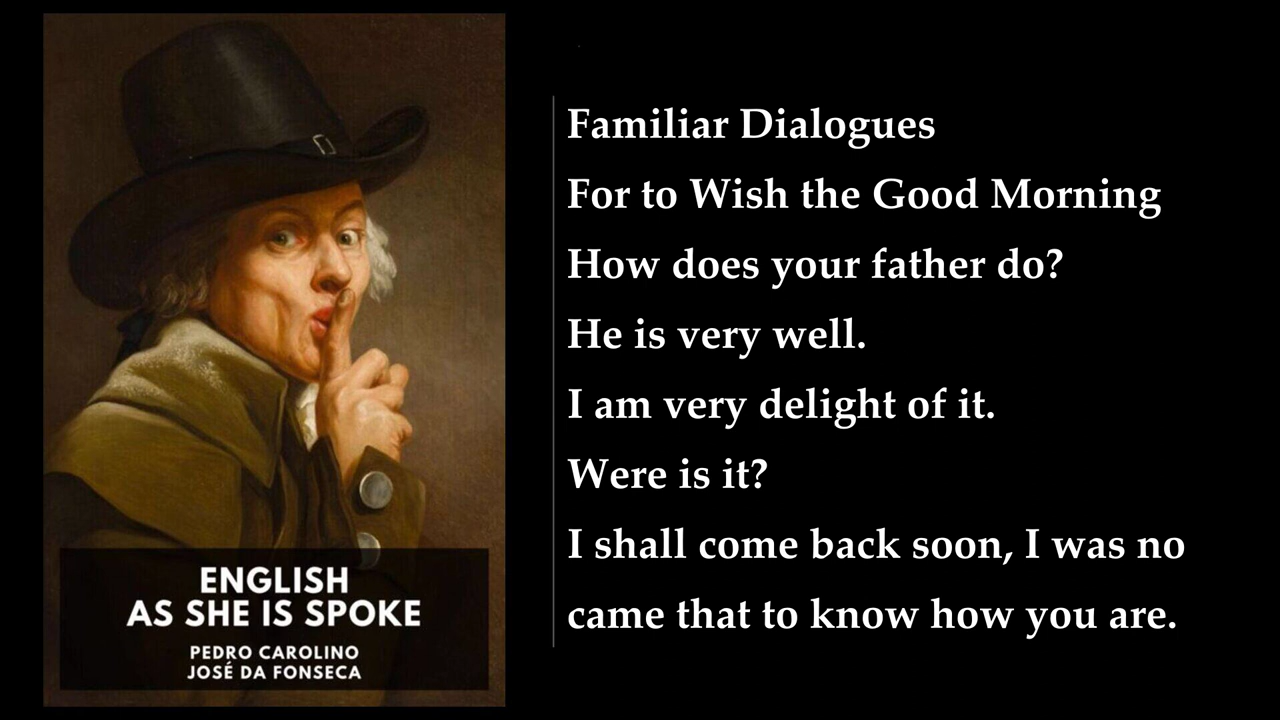 ENGLISH
AS SHE IS SPOKE
PEDRO CAROLINO
JOSÉ DA FONSECA
Familiar Dialogues
For to Wish the Good Morning
How does your father do?
He is very well.
I am very delight of it.
Were is it?
I shall come back soon, I was no
came that to know how you are.